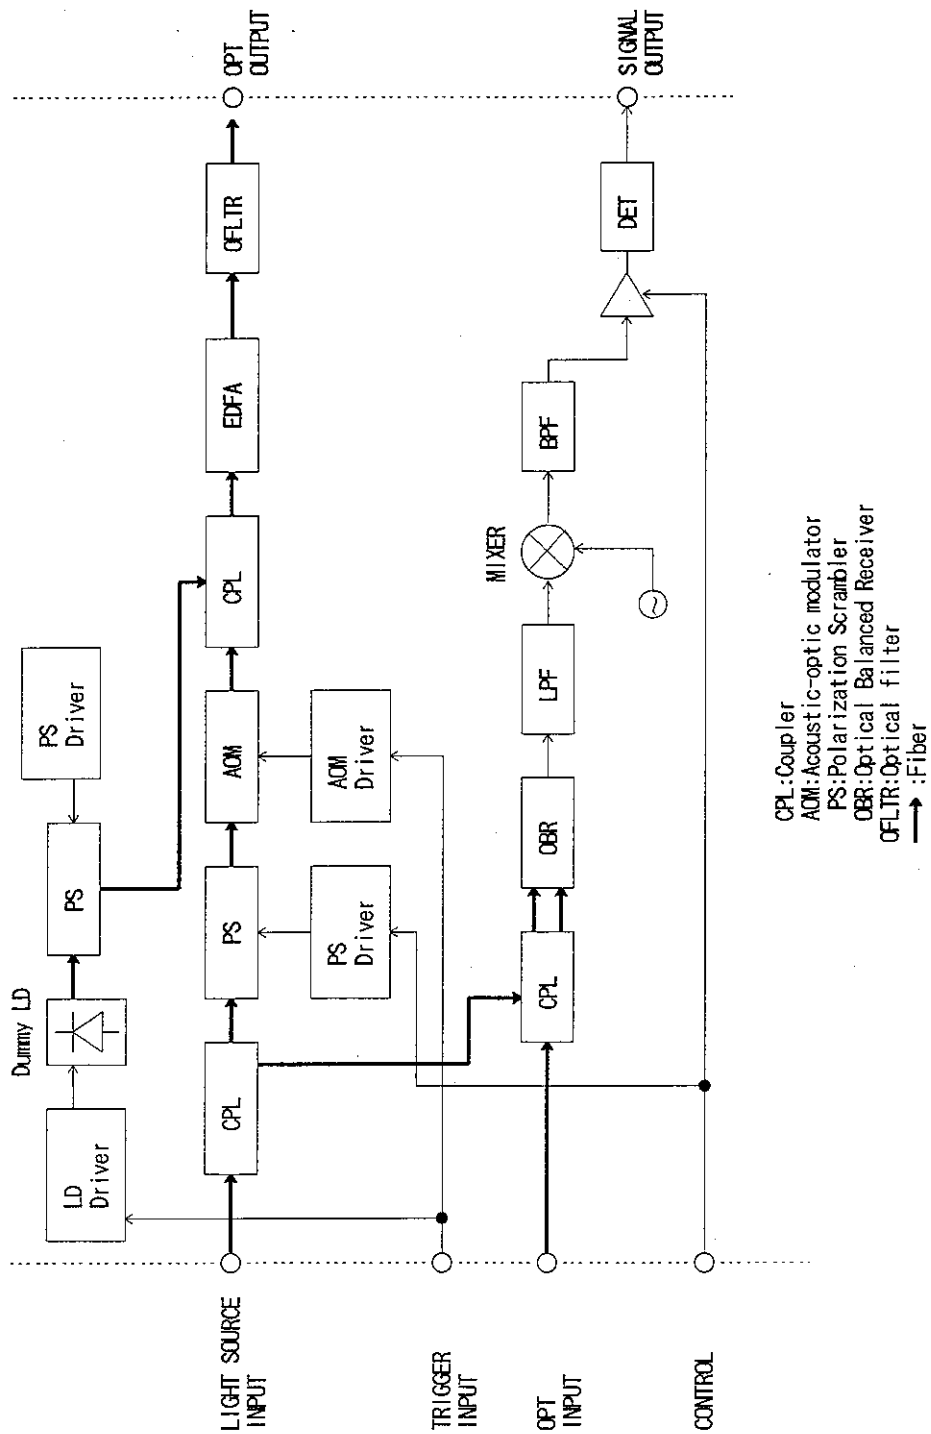 LD
Driver
Dummy LD
PS
PS
Driver
LIGHT SOURCE
INPUT
CPL
PS
AOM
CPL
EDFA
OFLTR
OPT
OUTPUT
PS
Driver
AOM
Driver
TRIGGER
INPUT
OPT
INPUT
CPL
OBR
LPF
MIXER
BPF
DET
SIGNAL
OUTPUT
~
CONTROL
CPL:Coupler
AOM:Acoustic-optic modulator
PS:Polarization Scrambler
OBR:Optical Balanced Receiver
OFLTR:Optical filter
→:Fiber